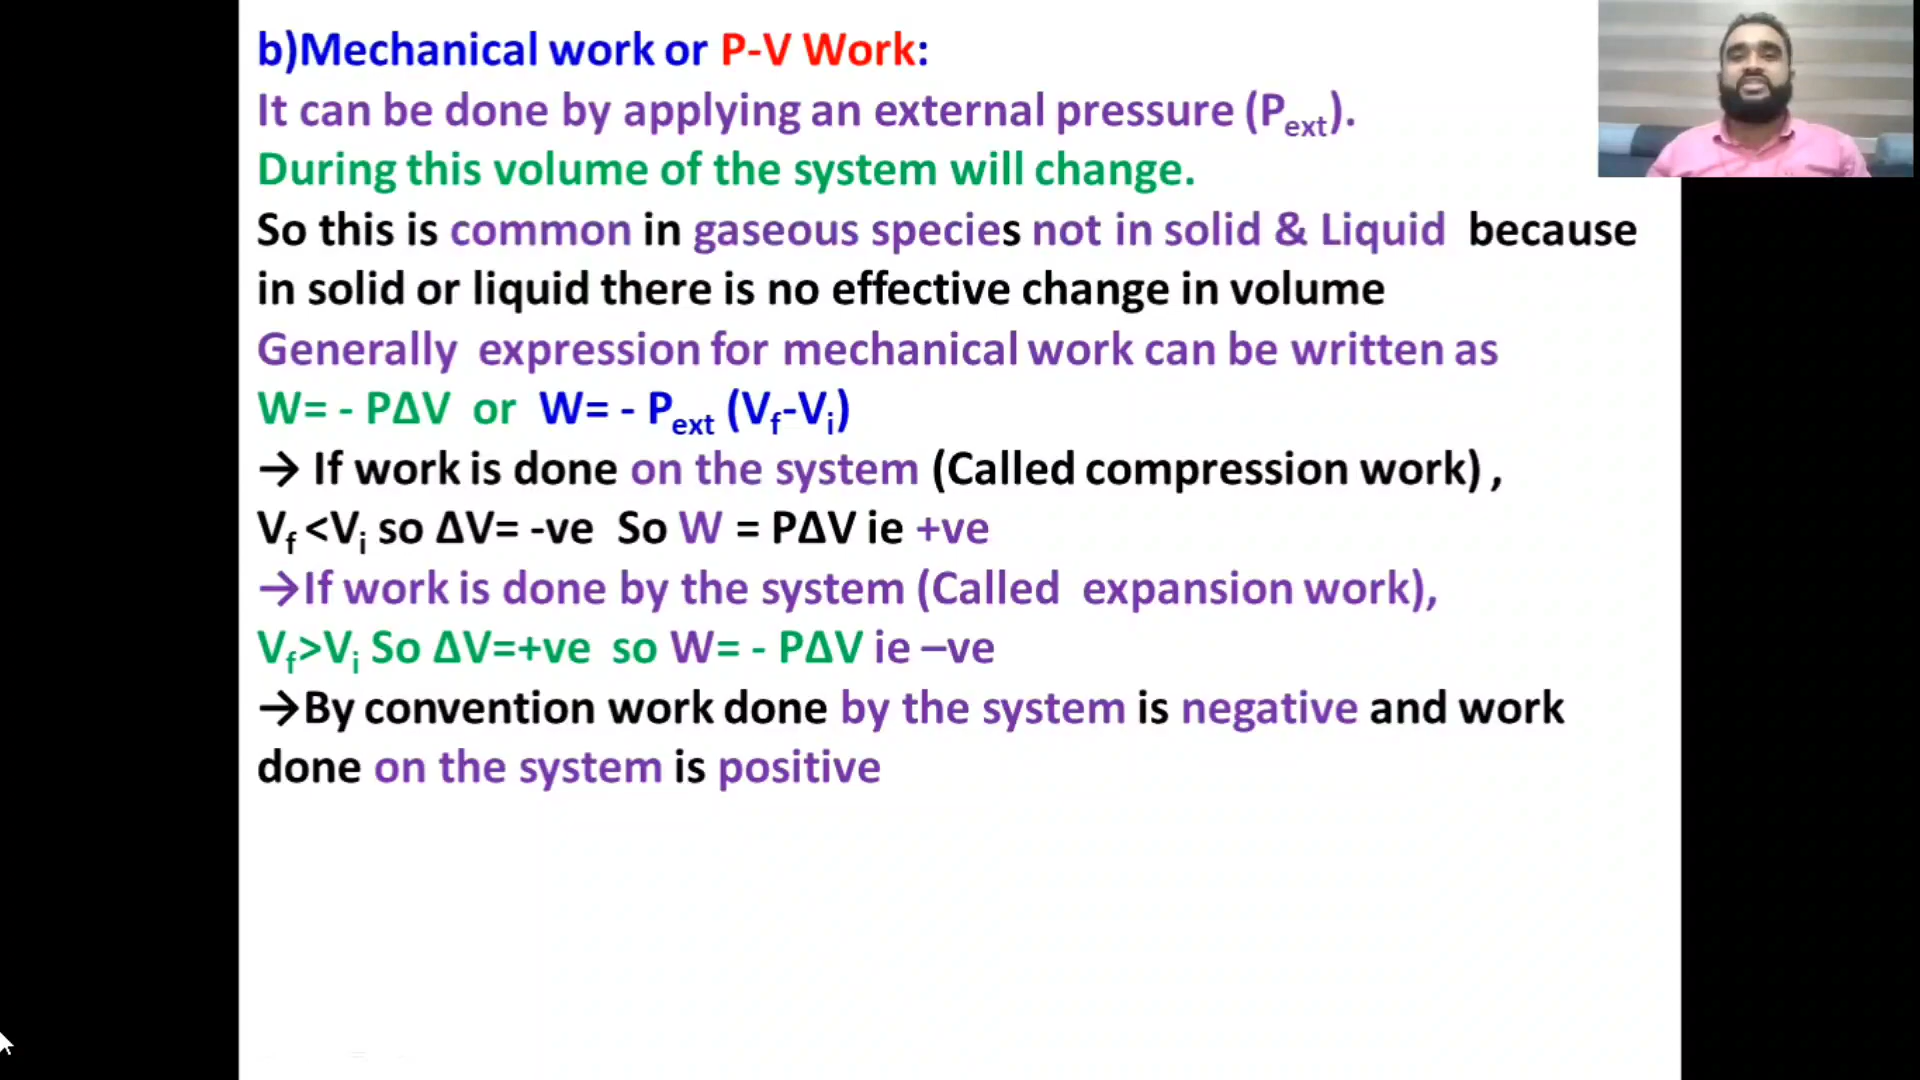 b)Mechanical work or P-V Work:
It can be done by applying an external pressure (Pext).
During this volume of the system will change.
So this is common in gaseous species not in solid & Liquid because
in solid or liquid there is no effective change in volume
Generally expression for mechanical work can be written as
W= - PΔV or W= - Pext (Vf-Vi)
→ If work is done on the system (Called compression work) ,
Vf <Vi so ΔV= -ve So W = PΔV ie +ve
→If work is done by the system (Called expansion work),
Vf>Vi So ΔV=+ve so W= - PΔV ie –ve
→By convention work done by the system is negative and work
done on the system is positive